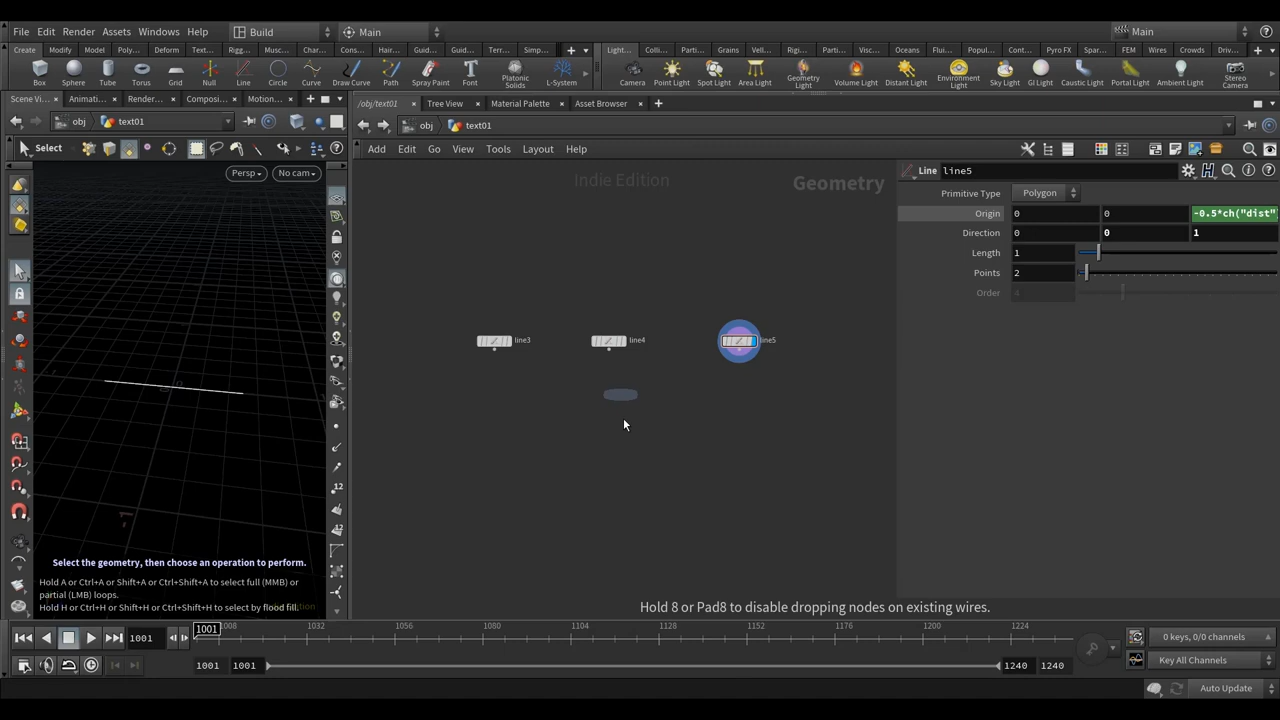 File Edit Render Assets Windows Help Build Main Main
Create Modify Model Poly... Deform Text... Rigg... Musc... Char... Cons... Hair... Guid... Guid... Terr... Simp... Light... Colli... Parti... Grains Vell... Rigi... Parti... Visc... Oceans Flui... Popul... Cont... Pyro FX Spar... FEM Wires Crowds Driv...
Box Sphere Tube Torus Grid Null Line Circle Curve Draw Curve Path Spray Paint Font Platonic Solids L-System Camera Point Light Spot Light Area Light Geometry Light Volume Light Distant Light Environment Light Sky Light GI Light Caustic Light Portal Light Ambient Light Stereo Camera
Scene Vi... Animati... Render... Composi... Motion... /obj/text01 Tree View Material Palette Asset Browser
obj text01 obj text01
Select Add Edit Go View Tools Layout Help
Persp No cam Indie Edition Geometry
Line line5
Primitive Type Polygon
Origin 0 0 -0.5*ch("dist"
Direction 0 0 1
Length 1
Points 2
Order 4
line3 line4 line5
12
12
Select the geometry, then choose an operation to perform.
Hold A or Ctrl+A or Shift+A or Ctrl+Shift+A to select full (MMB) or
partial (LMB) loops.
Hold H or Ctrl+H or Shift+H or Ctrl+Shift+H to select by flood fill.
Hold 8 or Pad8 to disable dropping nodes on existing wires.
1001 1001 1008 1032 1056 1080 1104 1128 1152 1176 1200 1224 0 keys, 0/0 channels
1001 1001 1240 1240 Key All Channels
Auto Update